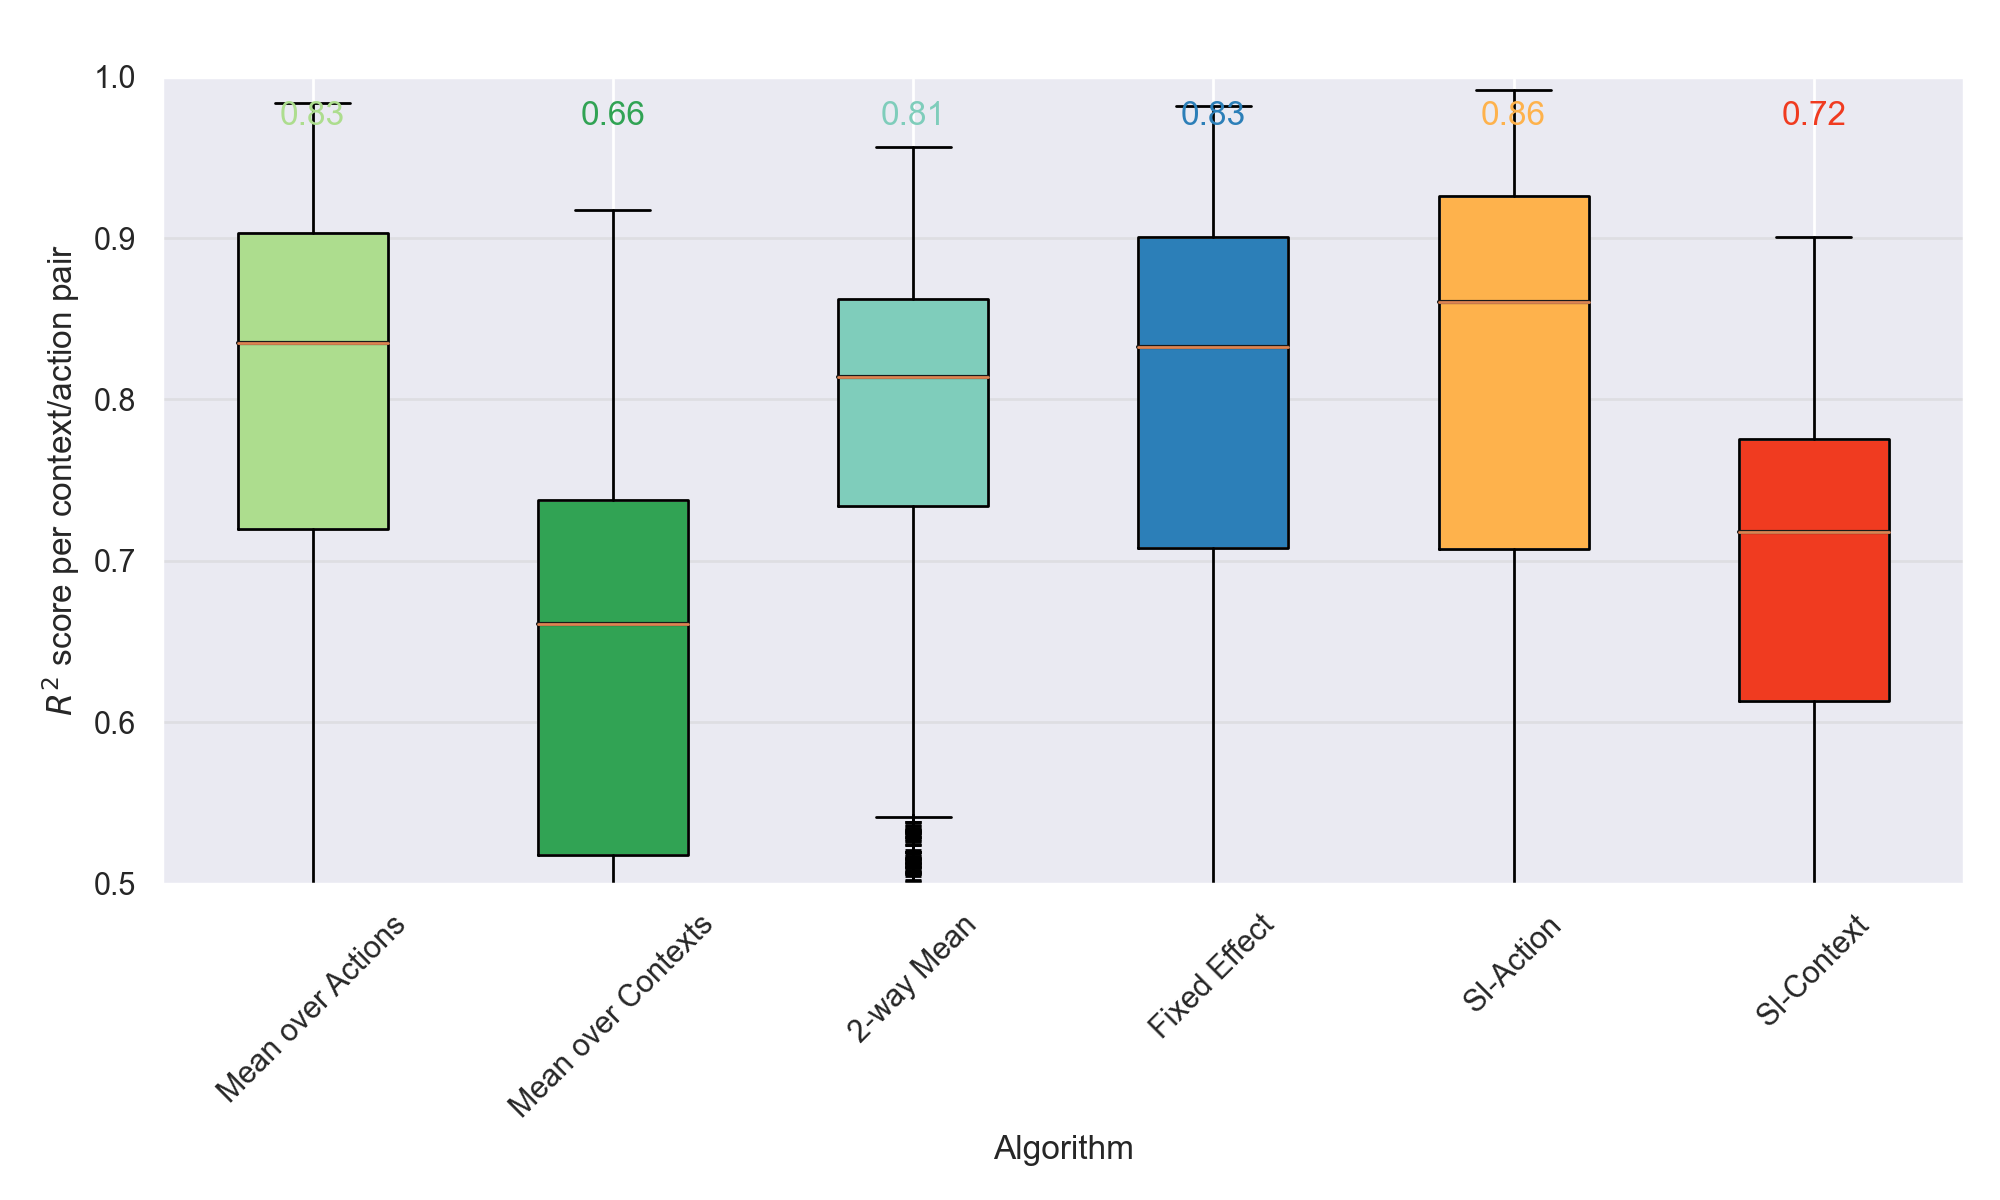 1.0
0.9
0.8
0.7
0.6
0.5
R² score per context/action pair
0.83
0.66
0.81
0.83
0.86
0.72
Mean over Actions
Mean over Contexts
2-way Mean
Fixed Effect
SI-Action
SI-Context
Algorithm